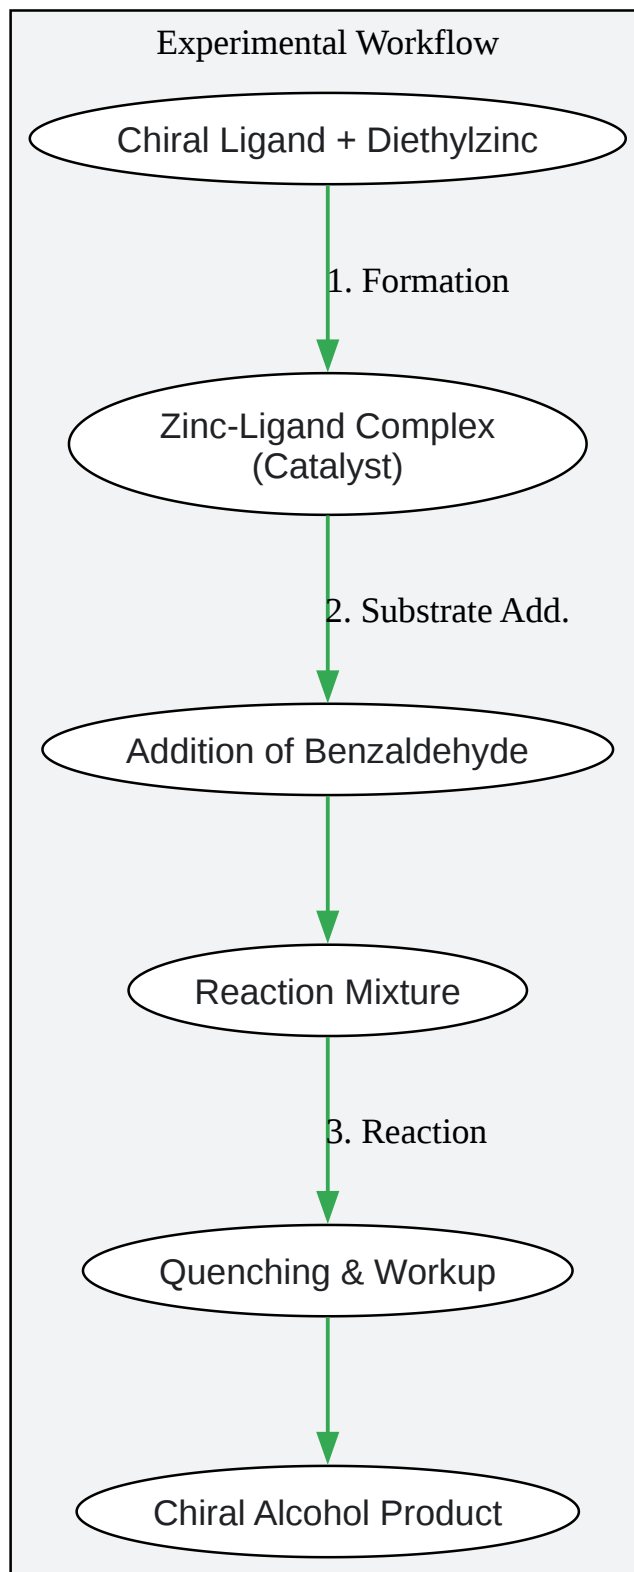 Experimental Workflow
Chiral Ligand + Diethylzinc
1. Formation
Zinc-Ligand Complex
(Catalyst)
2. Substrate Add.
Addition of Benzaldehyde
Reaction Mixture
3. Reaction
Quenching & Workup
Chiral Alcohol Product